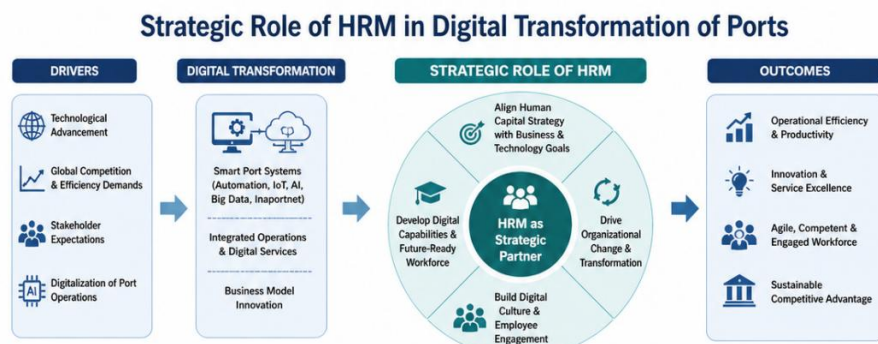 Strategic Role of HRM in Digital Transformation of Ports
DRIVERS
Technological
Advancement
Global Competition
& Efficiency Demands
Stakeholder
Expectations
AI
Digitalization of Port
Operations
DIGITAL TRANSFORMATION
Smart Port Systems
(Automation, IoT, AI,
Big Data, Inaportnet)
Integrated Operations
& Digital Services
Business Model
Innovation
STRATEGIC ROLE OF HRM
Align Human
Capital Strategy
with Business &
Technology Goals
Develop Digital
Capabilities &
Future-Ready
Workforce
HRM as
Strategic
Partner
Drive
Organizational
Change &
Transformation
Build Digital
Culture &
Employee
Engagement
OUTCOMES
Operational Efficiency
& Productivity
Innovation &
Service Excellence
Agile, Competent &
Engaged Workforce
Sustainable
Competitive Advantage